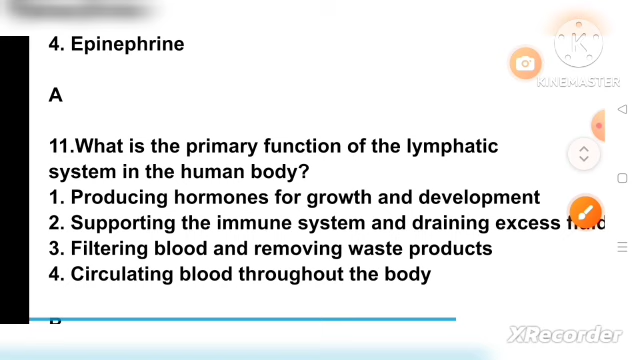 4. Epinephrine
A
11.What is the primary function of the lymphatic
system in the human body?
1. Producing hormones for growth and development
2. Supporting the immune system and draining excess
3. Filtering blood and removing waste products
4. Circulating blood throughout the body
K
KINEMASTER
XRecorder